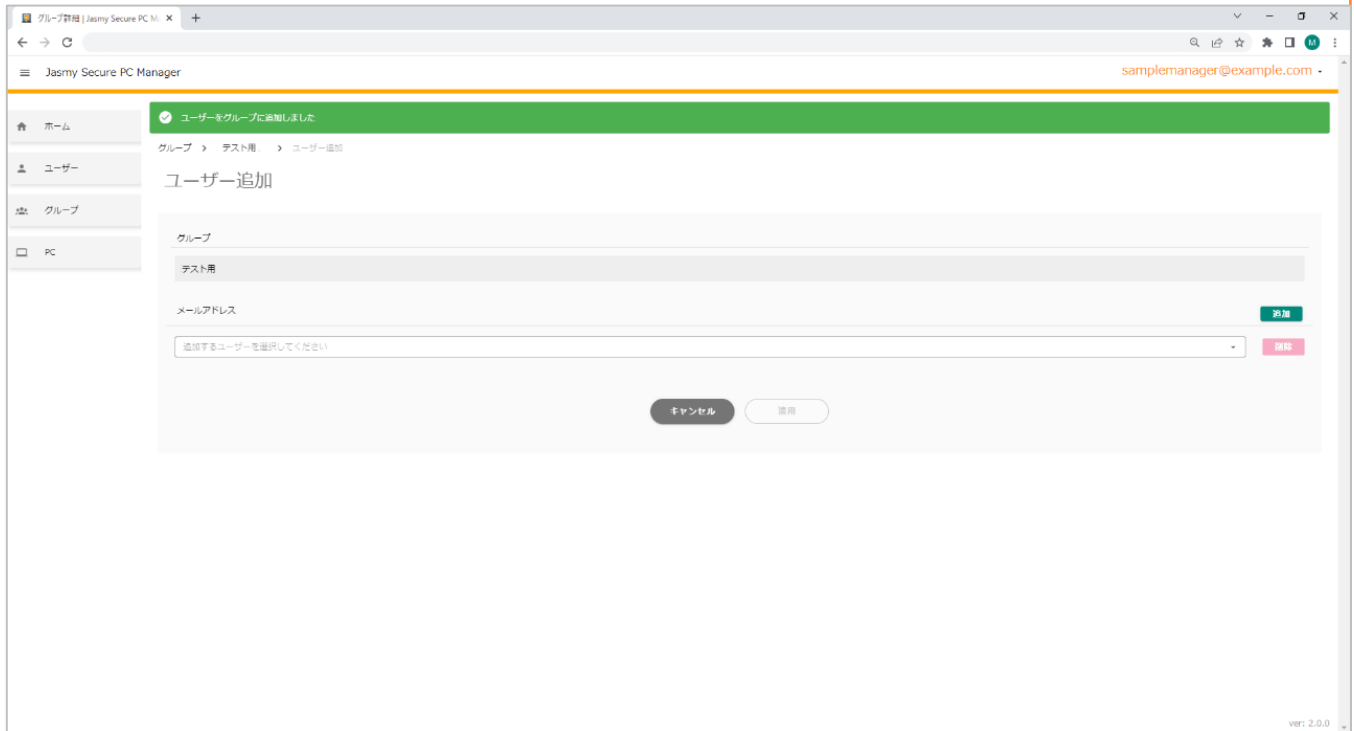 グループ詳細 | Jasmy Secure PC M
M
Jasmy Secure PC Manager
samplemanager@example.com
ホーム
ユーザー
グループ
PC
ユーザーをグループに追加しました
グループ > テスト用 > ユーザー追加
ユーザー追加
グループ
テスト用
メールアドレス
追加
追加するユーザーを選択してください
削除
キャンセル
適用
ver: 2.0.0